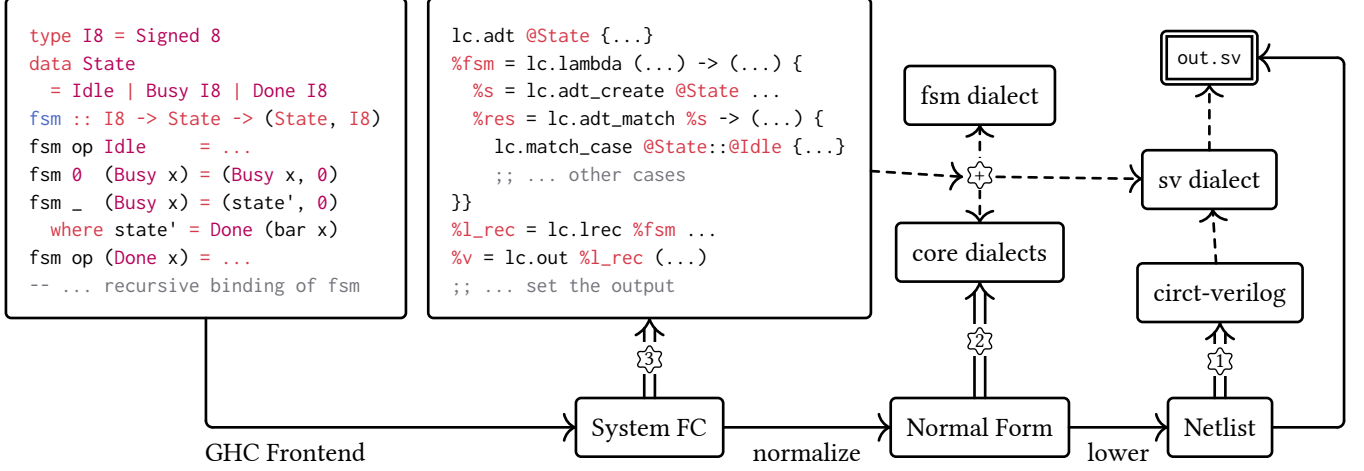 type I8 = Signed 8
data State
  = Idle | Busy I8 | Done I8
fsm :: I8 -> State -> (State, I8)
fsm op Idle     = ...
fsm 0  (Busy x) = (Busy x, 0)
fsm _  (Busy x) = (state', 0)
  where state' = Done (bar x)
fsm op (Done x) = ...
-- ... recursive binding of fsm
lc.adt @State {...}
%fsm = lc.lambda (...) -> (...) {
  %s = lc.adt_create @State ...
  %res = lc.adt_match %s -> (...) {
    lc.match_case @State::@Idle {...}
    ;; ... other cases
}}
%l_rec = lc.lrec %fsm ...
%v = lc.out %l_rec (...)
;; ... set the output
out.sv
fsm dialect
+
sv dialect
core dialects
circt-verilog
3
2
1
System FC
Normal Form
Netlist
GHC Frontend
normalize
lower